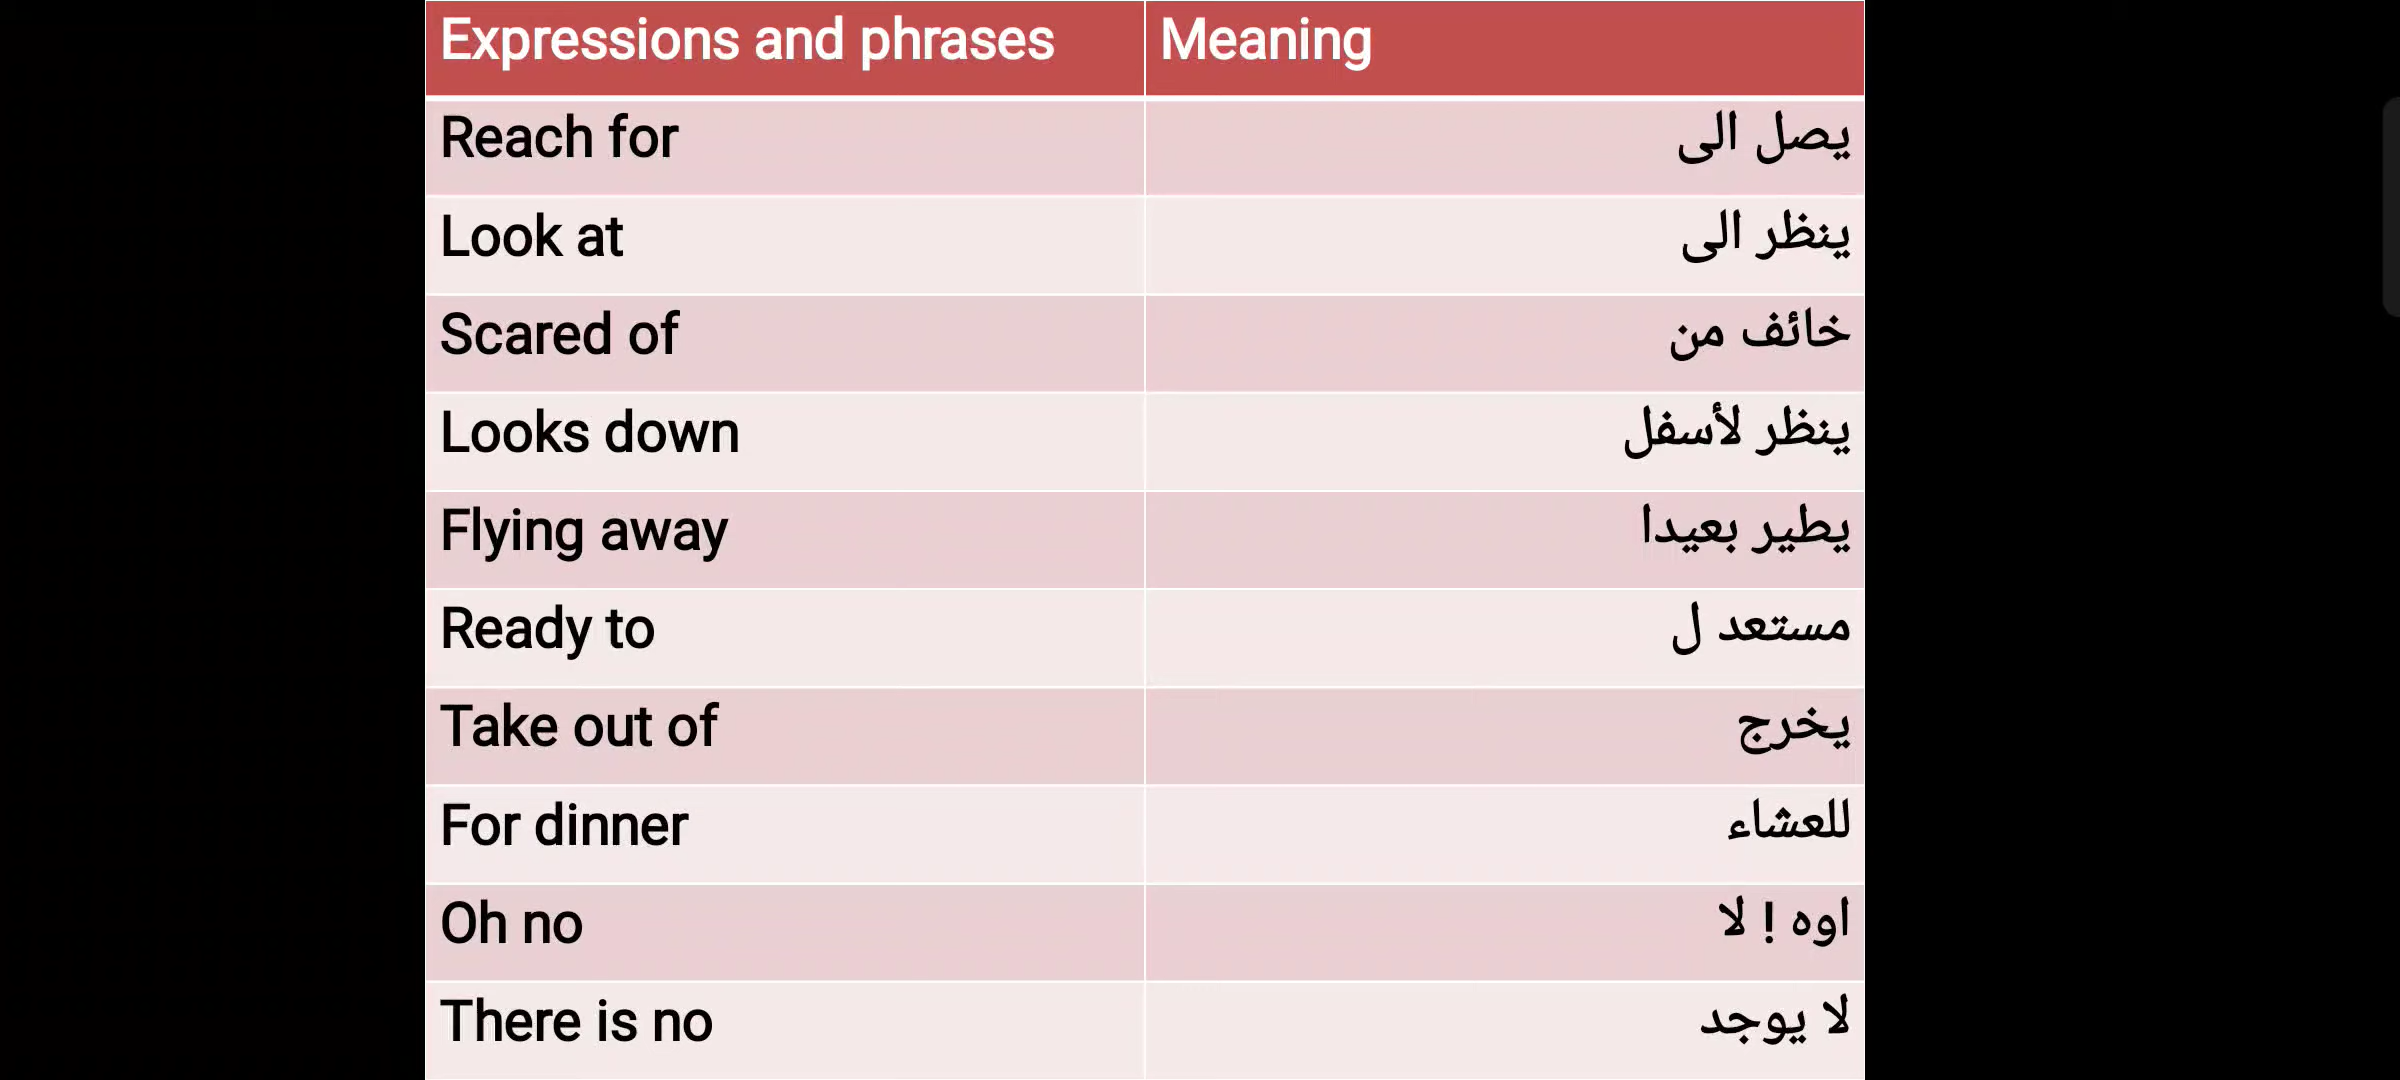 Expressions and phrases Meaning
Reach for يصل الى
Look at ينظر الى
Scared of خائف من
Looks down ينظر لأسفل
Flying away يطير بعيدا
Ready to مستعد ل
Take out of يخرج
For dinner للعشاء
Oh no اوه ! لا
There is no لا يوجد